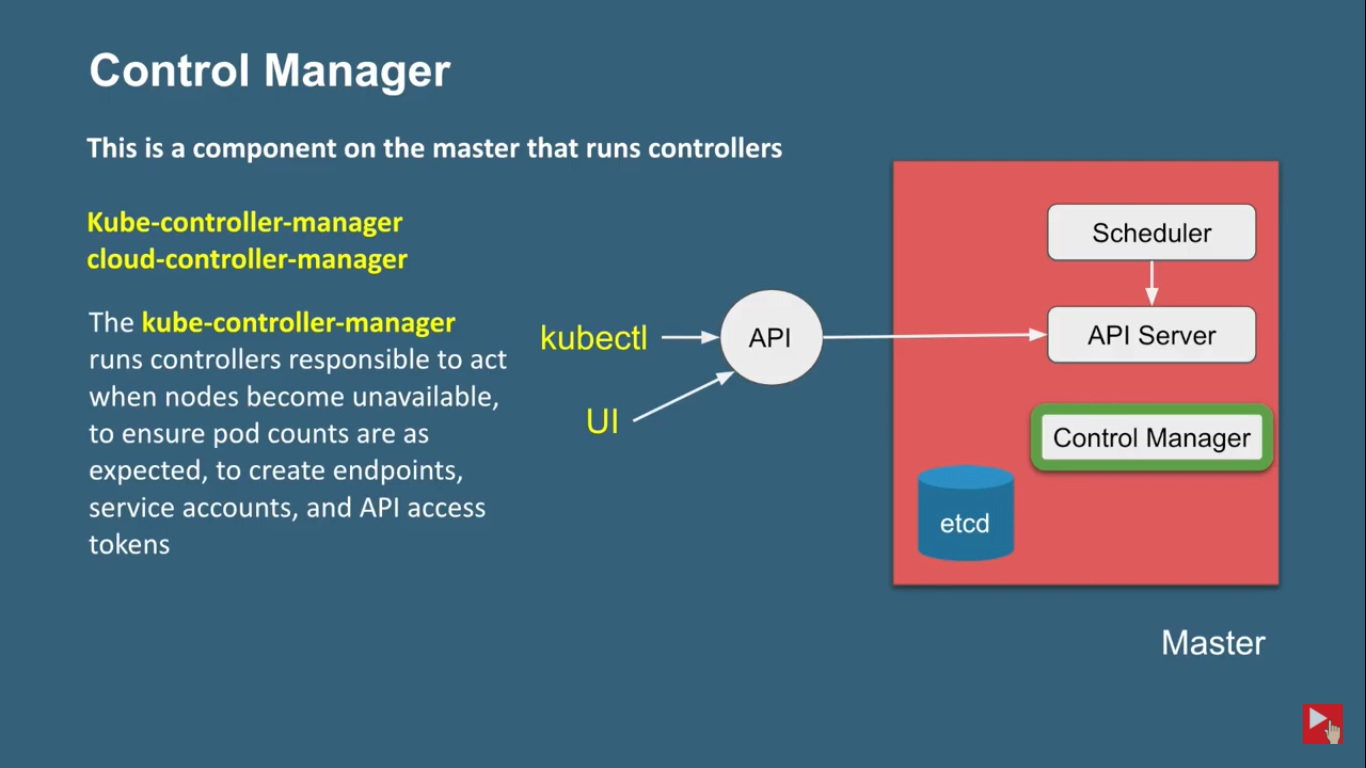 Control Manager
This is a component on the master that runs controllers
Kube-controller-manager
cloud-controller-manager
The kube-controller-manager
runs controllers responsible to act
when nodes become unavailable,
to ensure pod counts are as
expected, to create endpoints,
service accounts, and API access
tokens
kubectl
UI
API
Scheduler
API Server
Control Manager
etcd
Master